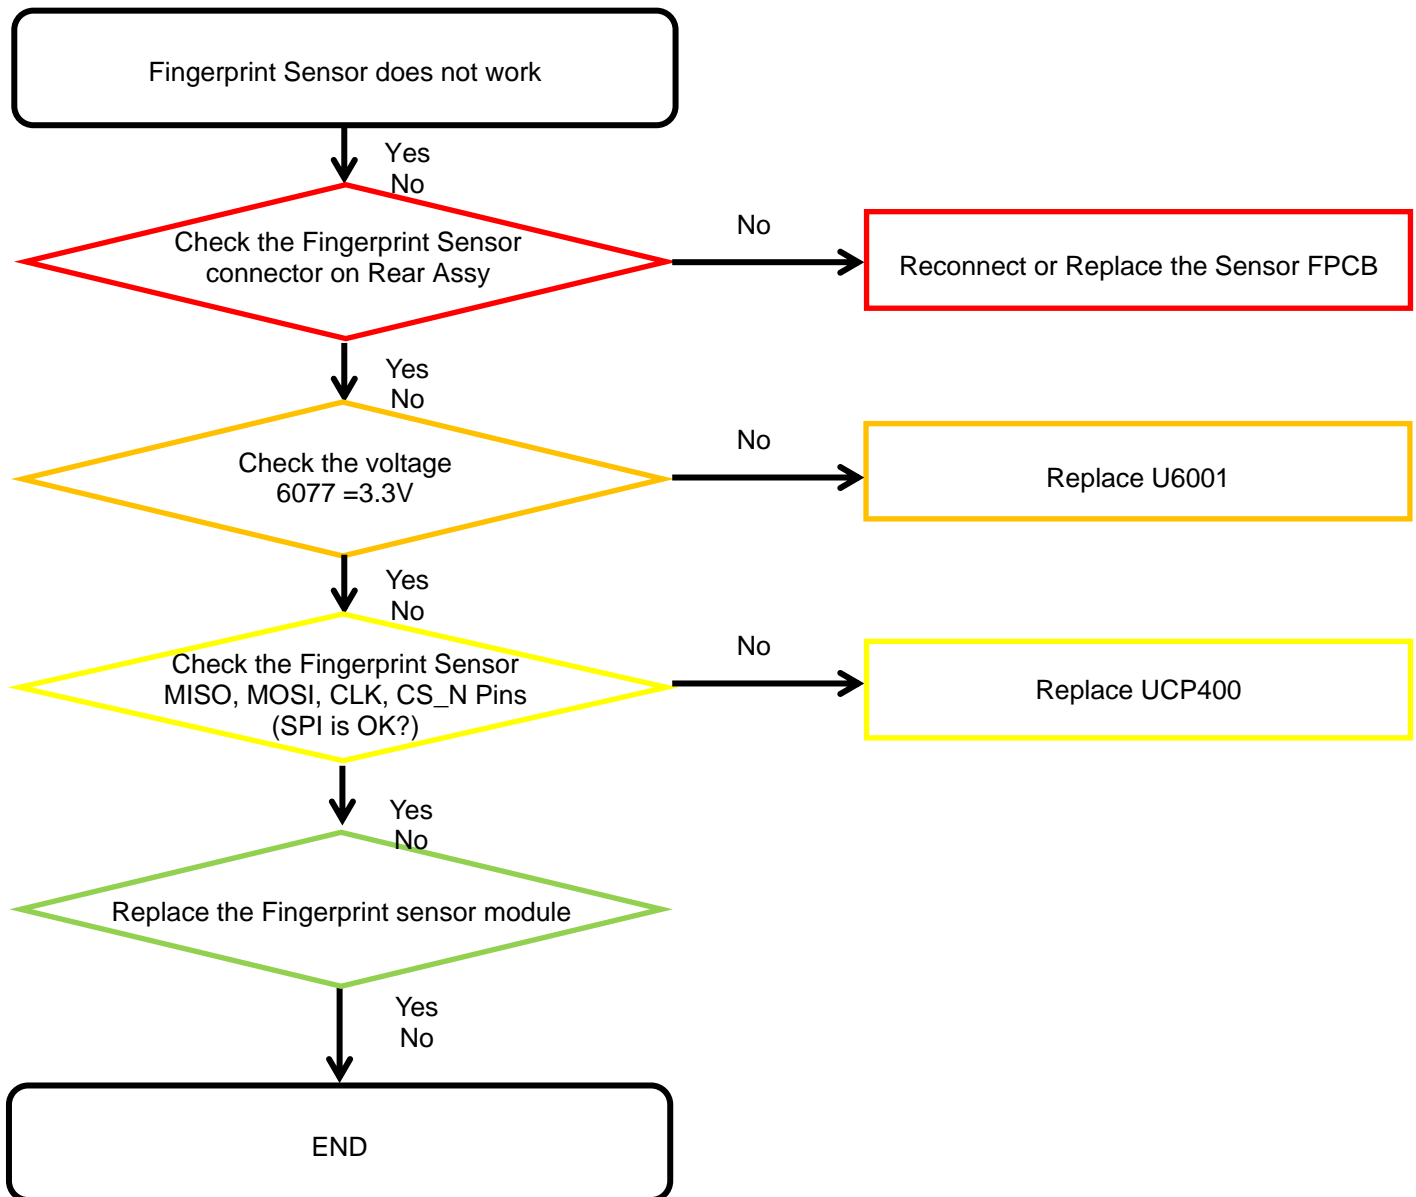 Fingerprint Sensor does not work
Yes
No
Check the Fingerprint Sensor
connector on Rear Assy
No
Reconnect or Replace the Sensor FPCB
Yes
No
Check the voltage
6077 =3.3V
No
Replace U6001
Yes
No
Check the Fingerprint Sensor
MISO, MOSI, CLK, CS_N Pins
(SPI is OK?)
No
Replace UCP400
Yes
No
Replace the Fingerprint sensor module
Yes
No
END